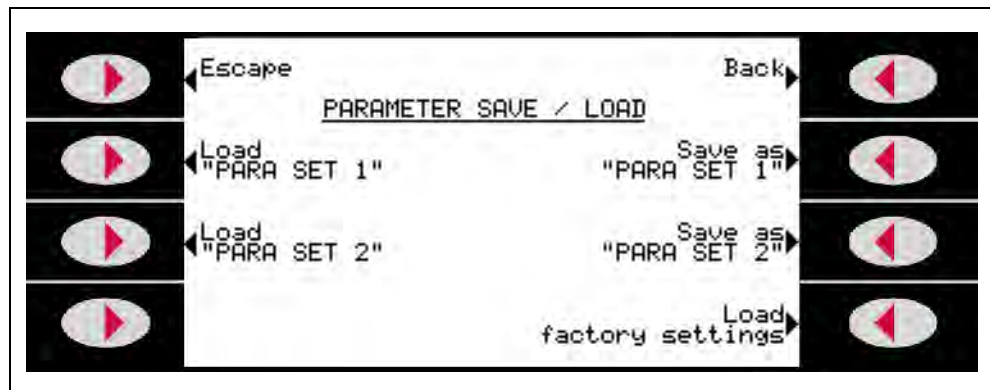 Escape
Back
PARAMETER SAVE / LOAD
Load
"PARA SET 1"
Save as
"PARA SET 1"
Load
"PARA SET 2"
Save as
"PARA SET 2"
Load
factory settings